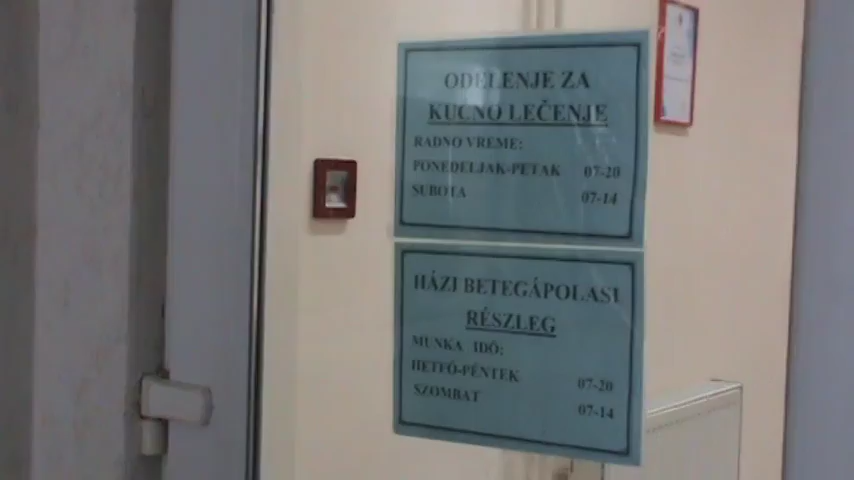 ODELENJE ZA
KUĆNO LEČENJE
RADNO VREME:
PONEDELJAK-PETAK 07-20
SUBOTA 07-14
HÁZI BETEGÁPOLASI
RÉSZLEG
MUNKA IDŐ:
HETFŐ-PÉNTEK 07-20
SZOMBAT 07-14